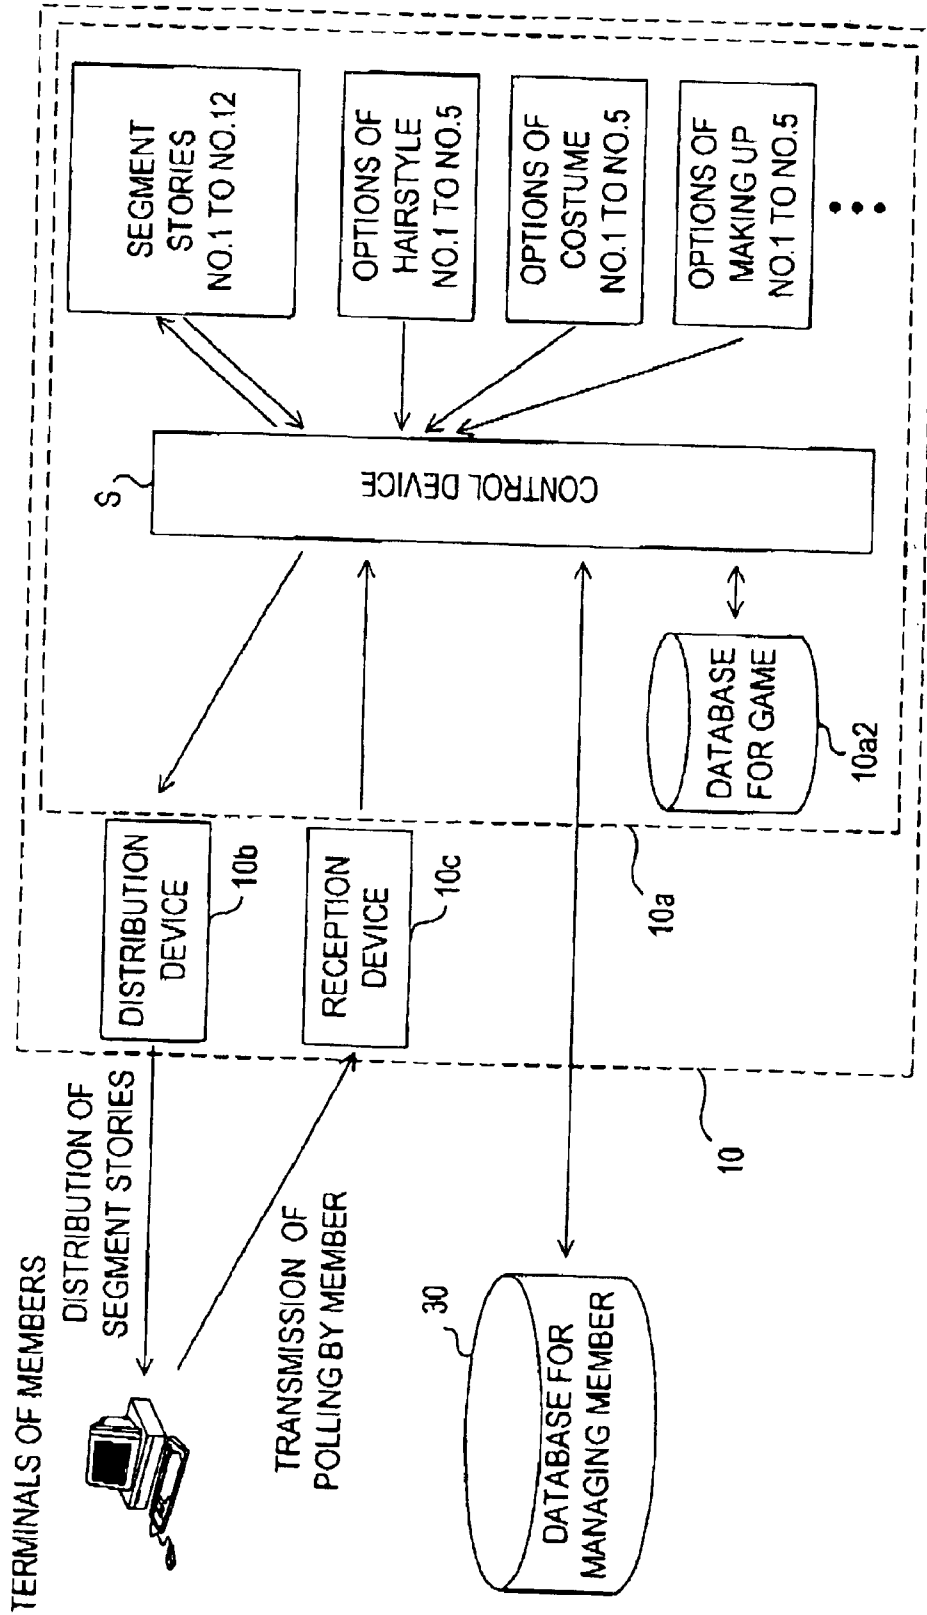 TERMINALS OF MEMBERS
DISTRIBUTION OF
SEGMENT STORIES
TRANSMISSION OF
POLLING BY MEMBER
30
DATABASE FOR
MANAGING MEMBER
10
DISTRIBUTION
DEVICE
10b
RECEPTION
DEVICE
10c
10a
S
CONTROL DEVICE
DATABASE
FOR GAME
10a2
SEGMENT
STORIES
NO.1 TO NO.12
OPTIONS OF
HAIRSTYLE
NO.1 TO NO.5
OPTIONS OF
COSTUME
NO.1 TO NO.5
OPTIONS OF
MAKING UP
NO.1 TO NO.5